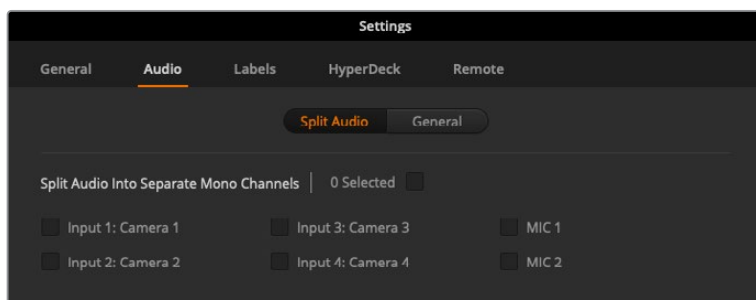 Settings
General Audio Labels HyperDeck Remote
Split Audio General
Split Audio Into Separate Mono Channels 0 Selected
Input 1: Camera 1 Input 3: Camera 3 MIC 1
Input 2: Camera 2 Input 4: Camera 4 MIC 2